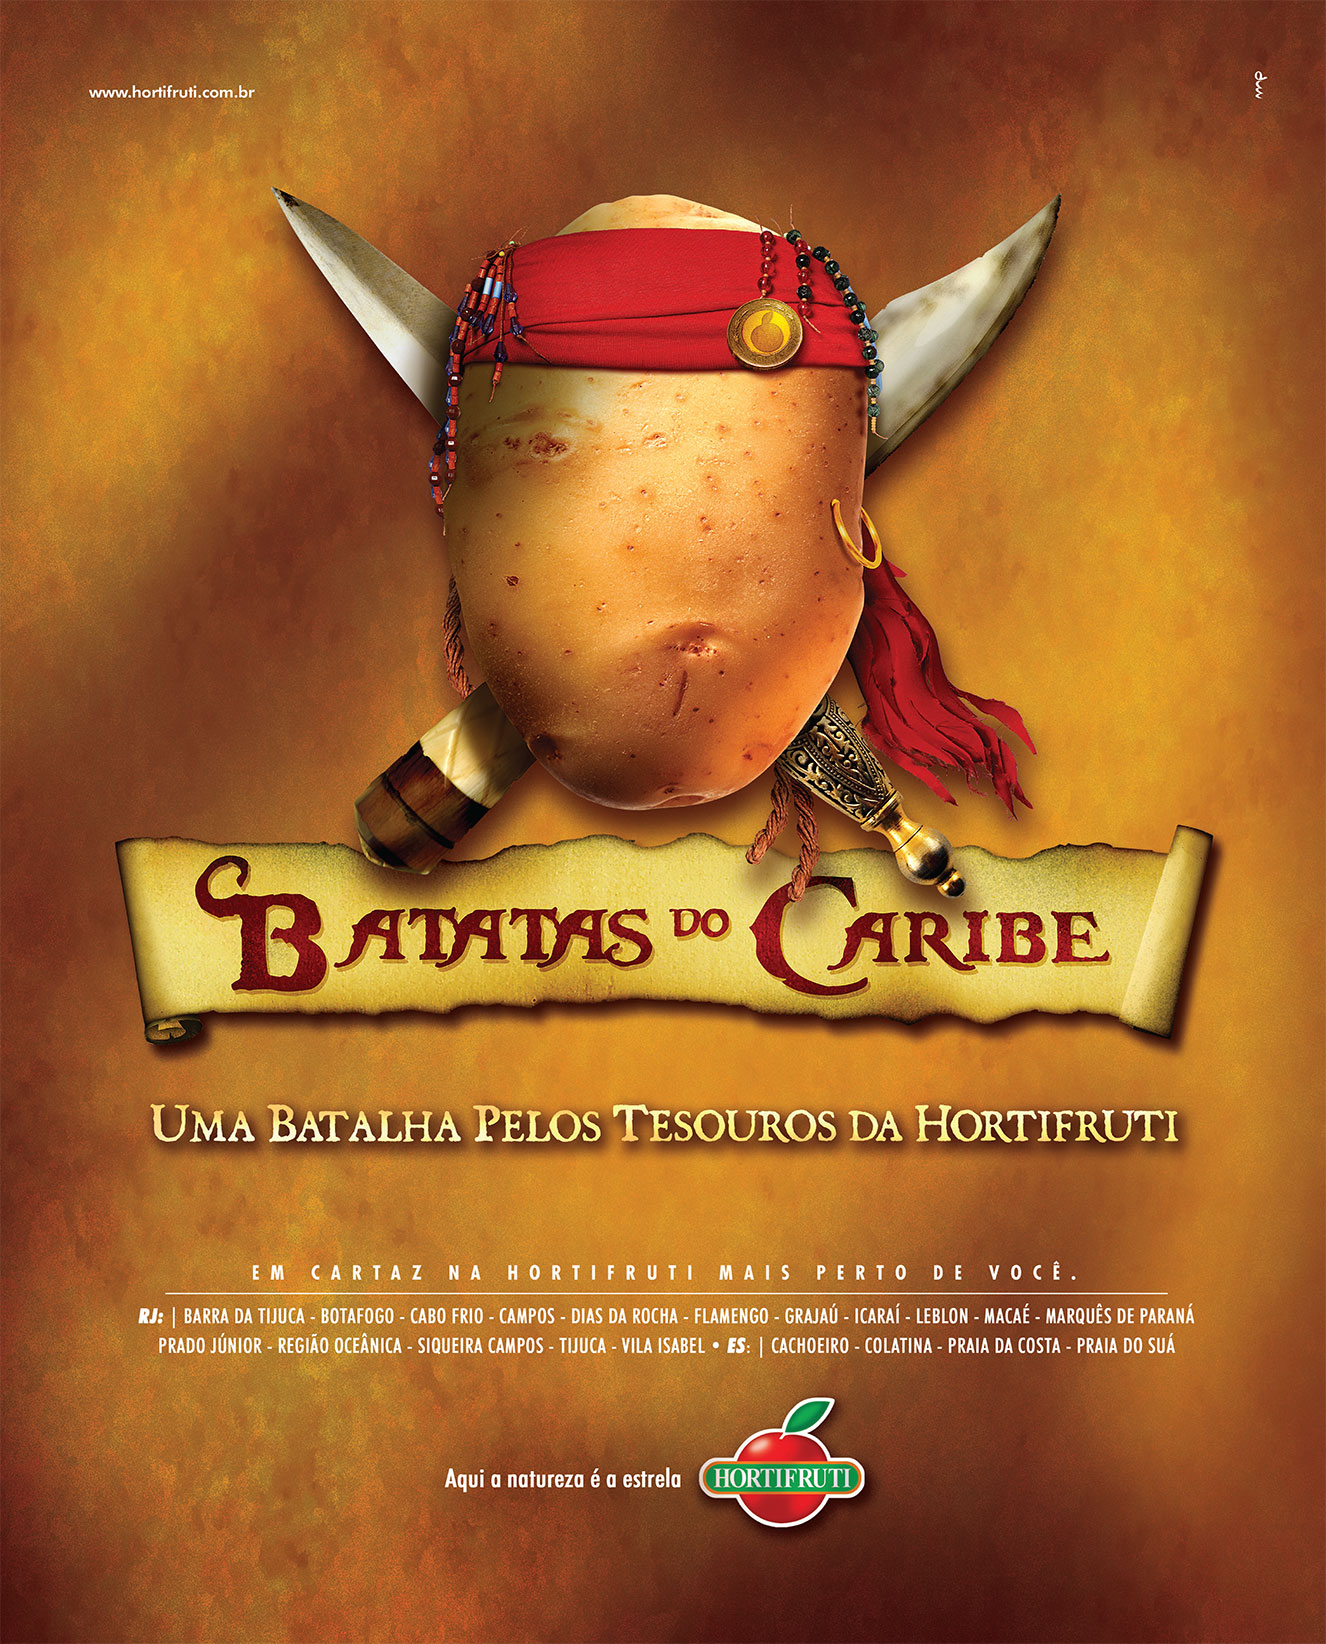 www.hortifruti.com.br
BATATAS DO CARIBE
UMA BATALHA PELOS TESOUROS DA HORTIFRUTI
EM CARTAZ NA HORTIFRUTI MAIS PERTO DE VOCÊ.
RJ: | BARRA DA TIJUCA - BOTAFOGO - CABO FRIO - CAMPOS - DIAS DA ROCHA - FLAMENGO - GRAJAÚ - ICARAÍ - LEBLON - MACAÉ - MARQUÊS DE PARANÁ
PRADO JÚNIOR - REGIÃO OCEÂNICA - SIQUEIRA CAMPOS - TIJUCA - VILA ISABEL • ES: | CACHOEIRO - COLATINA - PRAIA DA COSTA - PRAIA DO SUÁ
Aqui a natureza é a estrela
HORTIFRUTI